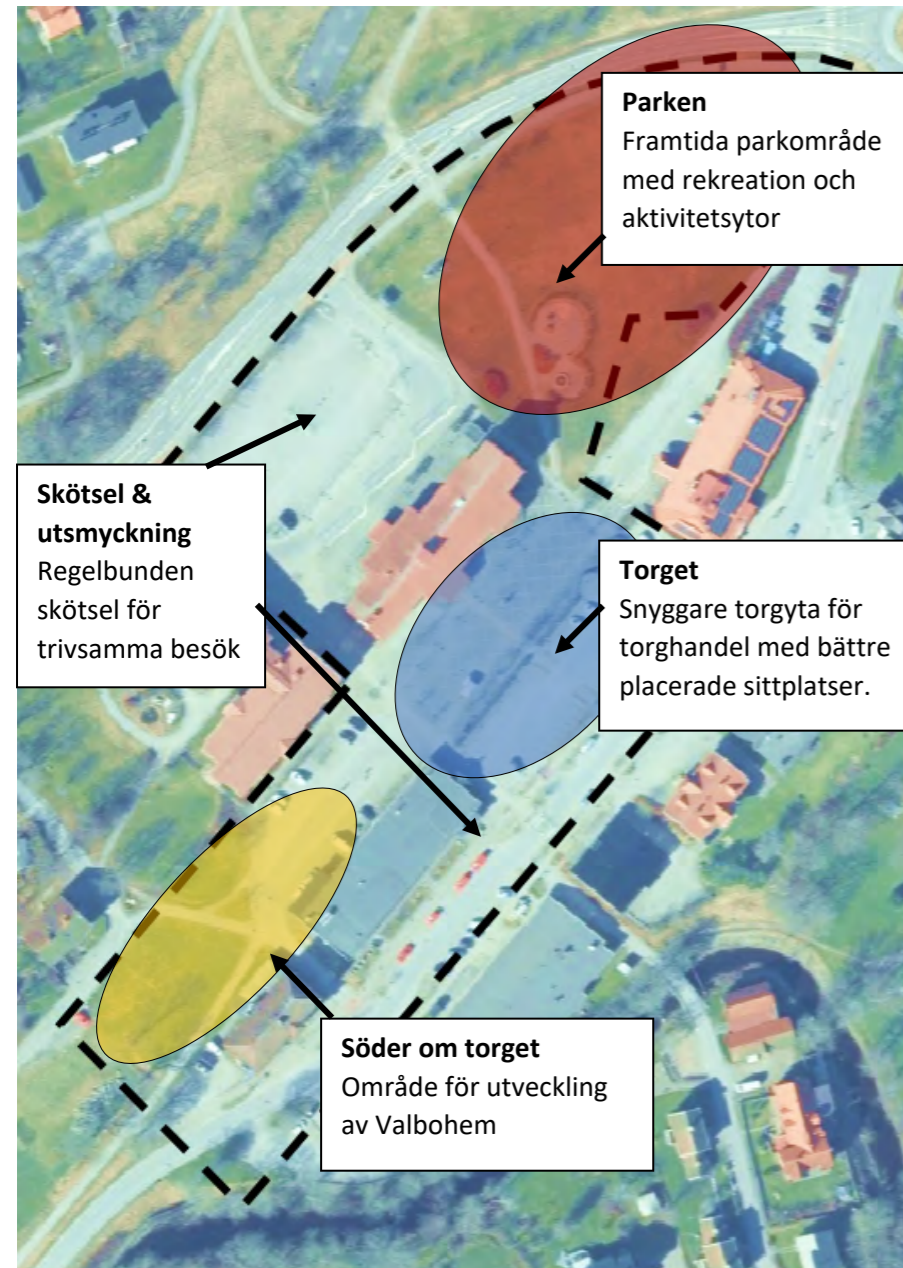 Parken
Framtida parkområde
med rekreation och
aktivitetsytor
Skötsel &
utsmyckning
Regelbunden
skötsel för
trivsamma besök
Torget
Snyggare torgyta för
torghandel med bättre
placerade sittplatser.
Söder om torget
Område för utveckling
av Valbohem